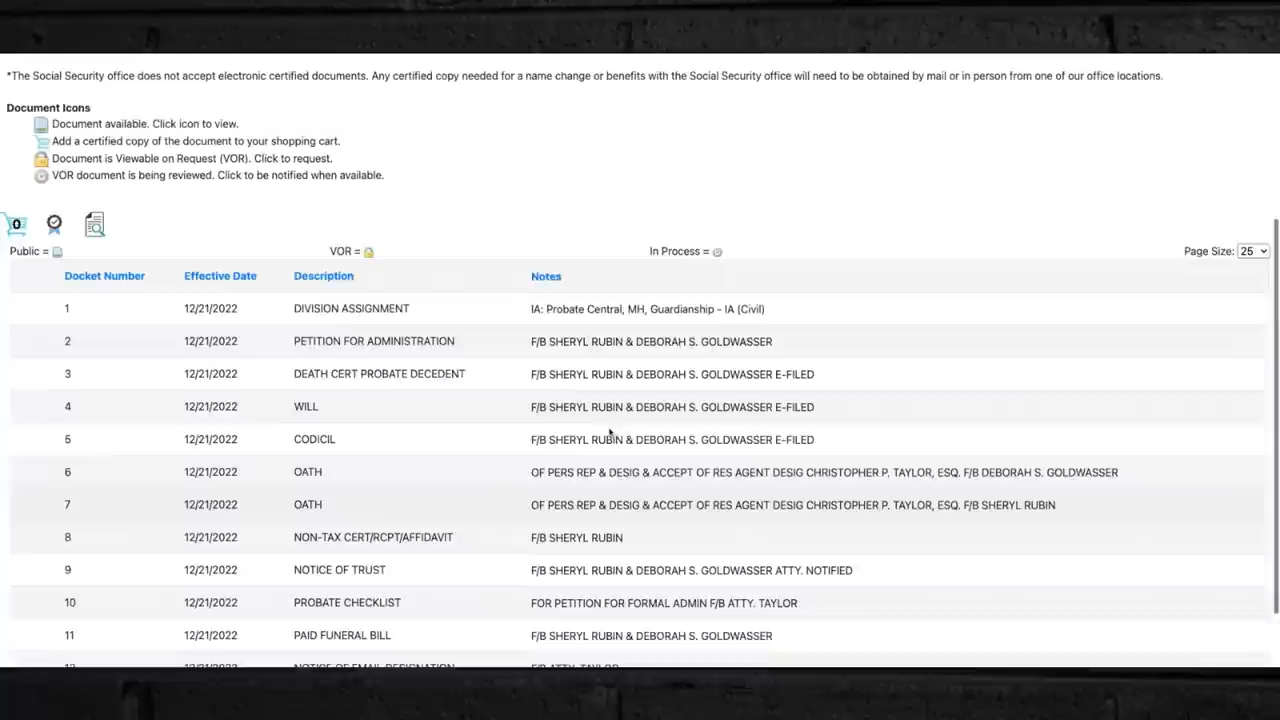 *The Social Security office does not accept electronic certified documents. Any certified copy needed for a name change or benefits with the Social Security office will need to be obtained by mail or in person from one of our office locations.
Document Icons
Document available. Click icon to view.
Add a certified copy of the document to your shopping cart.
Document is Viewable on Request (VOR). Click to request.
VOR document is being reviewed. Click to be notified when available.
0
Public = VOR = In Process = Page Size: 25
Docket Number Effective Date Description Notes
1 12/21/2022 DIVISION ASSIGNMENT IA: Probate Central, MH, Guardianship - IA (Civil)
2 12/21/2022 PETITION FOR ADMINISTRATION F/B SHERYL RUBIN & DEBORAH S. GOLDWASSER
3 12/21/2022 DEATH CERT PROBATE DECEDENT F/B SHERYL RUBIN & DEBORAH S. GOLDWASSER E-FILED
4 12/21/2022 WILL F/B SHERYL RUBIN & DEBORAH S. GOLDWASSER E-FILED
5 12/21/2022 CODICIL F/B SHERYL RUBIN & DEBORAH S. GOLDWASSER E-FILED
6 12/21/2022 OATH OF PERS REP & DESIG & ACCEPT OF RES AGENT DESIG CHRISTOPHER P. TAYLOR, ESQ. F/B DEBORAH S. GOLDWASSER
7 12/21/2022 OATH OF PERS REP & DESIG & ACCEPT OF RES AGENT DESIG CHRISTOPHER P. TAYLOR, ESQ. F/B SHERYL RUBIN
8 12/21/2022 NON-TAX CERT/RCPT/AFFIDAVIT F/B SHERYL RUBIN
9 12/21/2022 NOTICE OF TRUST F/B SHERYL RUBIN & DEBORAH S. GOLDWASSER ATTY. NOTIFIED
10 12/21/2022 PROBATE CHECKLIST FOR PETITION FOR FORMAL ADMIN F/B ATTY. TAYLOR
11 12/21/2022 PAID FUNERAL BILL F/B SHERYL RUBIN & DEBORAH S. GOLDWASSER
12 12/21/2022 NOTICE OF EMAIL DESIGNATION F/B ATTY. TAYLOR